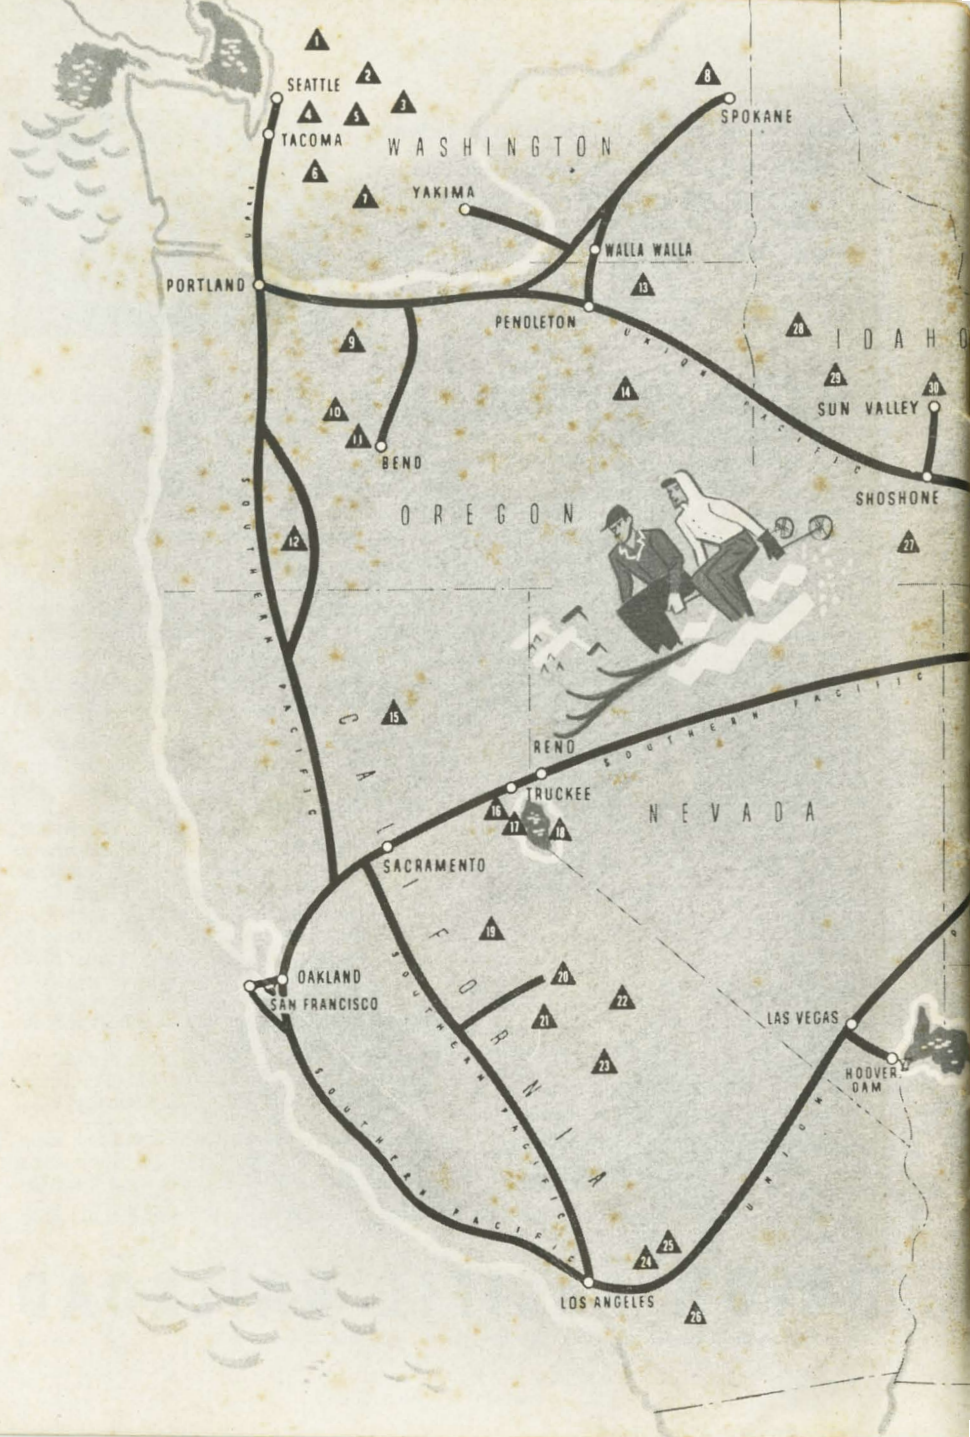 1
2
SEATTLE
3
4
5
8
SPOKANE
TACOMA
WASHINGTON
6
7
YAKIMA
WALLA WALLA
PORTLAND
13
PENDLETON
UNION PACIFIC
9
28
IDAHO
29
30
14
SUN VALLEY
10
11
BEND
SHOSHONE
OREGON
12
27
SOUTHERN PACIFIC
15
CALIFORNIA
RENO
SOUTHERN PACIFIC
TRUCKEE
16
17
18
NEVADA
SACRAMENTO
19
OAKLAND
SAN FRANCISCO
20
21
22
23
LAS VEGAS
HOOVER
DAM
SOUTHERN PACIFIC
SOUTHERN PACIFIC
UNION
24
25
LOS ANGELES
26